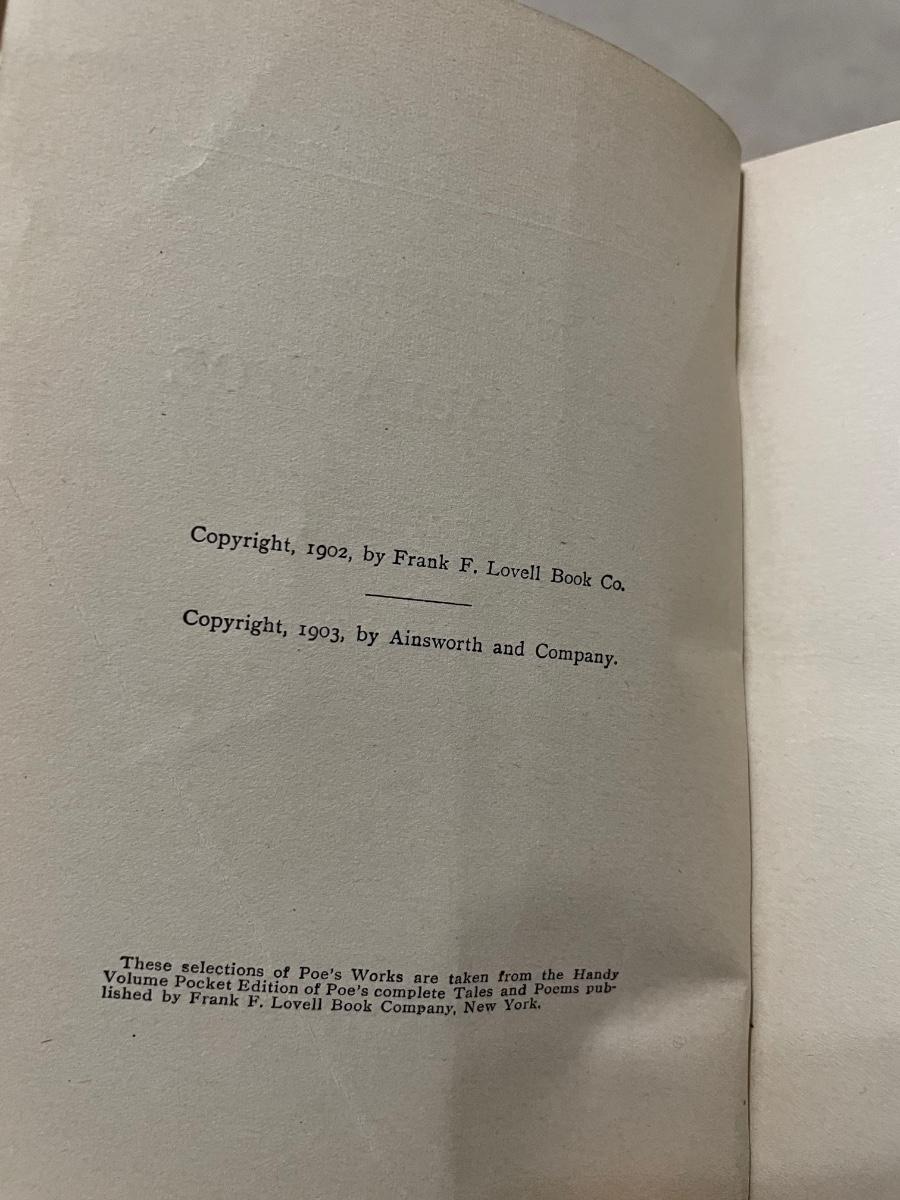 Copyright, 1902, by Frank F. Lovell Book Co.
Copyright, 1903, by Ainsworth and Company.
These selections of Poe's Works are taken from the Handy
Volume Pocket Edition of Poe's complete Tales and Poems pub-
lished by Frank F. Lovell Book Company, New York.